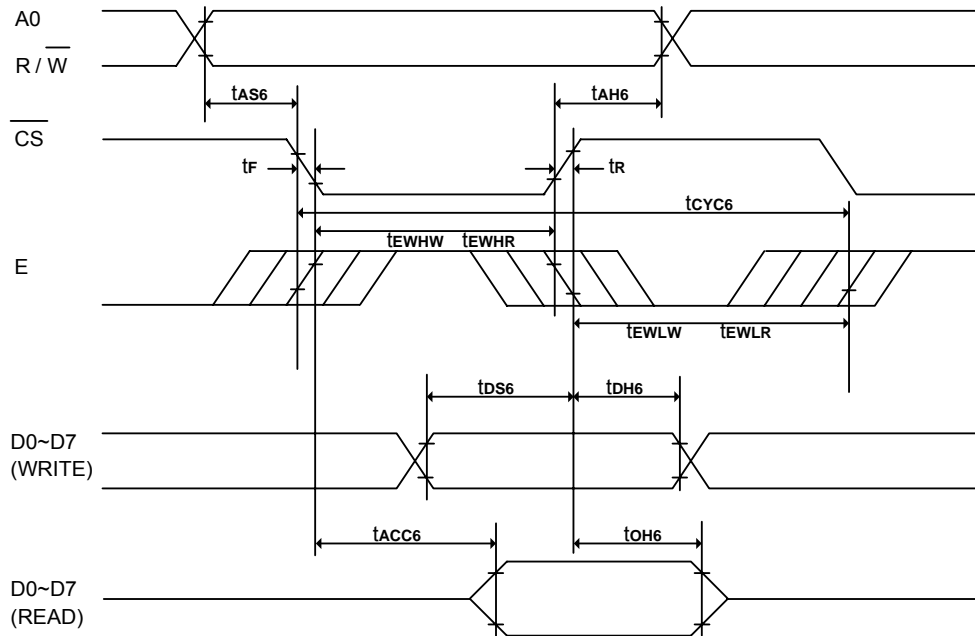 A0
R / W
tAS6 tAH6
CS
tF tR
tCYC6
tEWHW tEWHR
E
tEWLW tEWLR
tDS6 tDH6
D0~D7
(WRITE)
tACC6 tOH6
D0~D7
(READ)